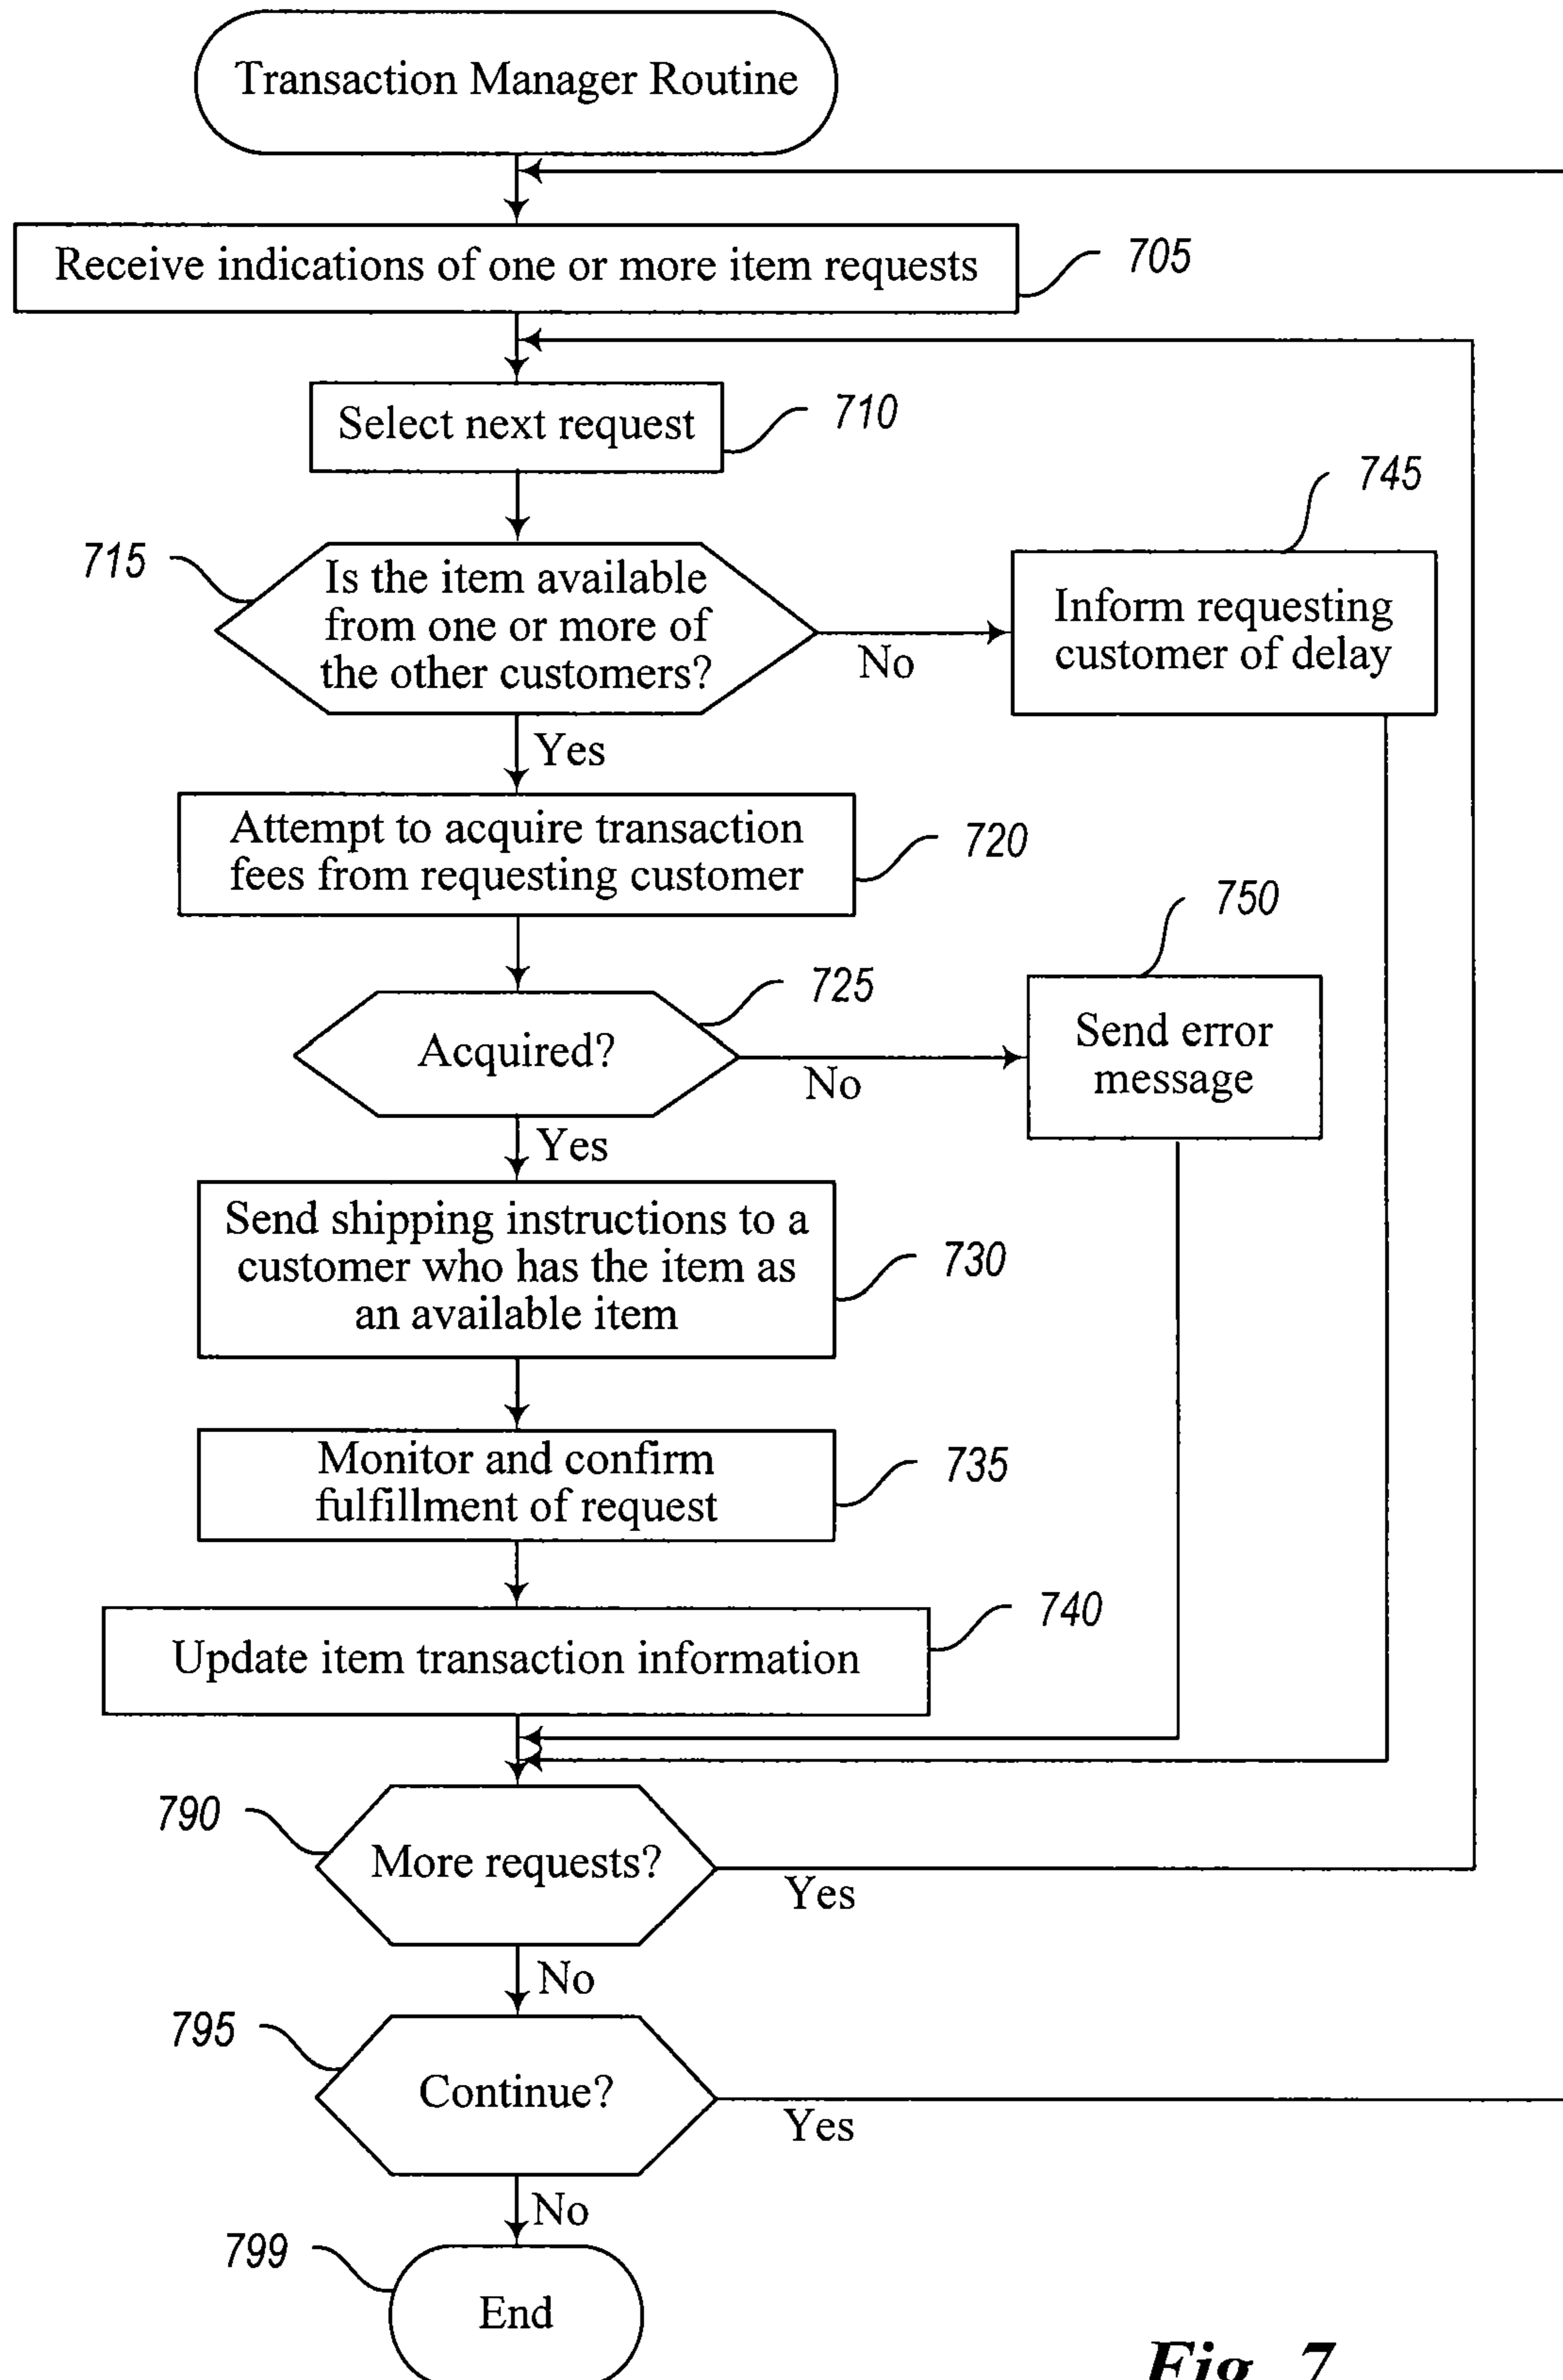 Transaction Manager Routine
Receive indications of one or more item requests
705
Select next request
710
745
715
Is the item available
from one or more of
the other customers?
No
Inform requesting
customer of delay
Yes
Attempt to acquire transaction
fees from requesting customer
720
750
725
Acquired?
No
Send error
message
Yes
Send shipping instructions to a
customer who has the item as
an available item
730
Monitor and confirm
fulfillment of request
735
740
Update item transaction information
790
More requests?
Yes
No
795
Continue?
Yes
No
799
End
Fig. 7